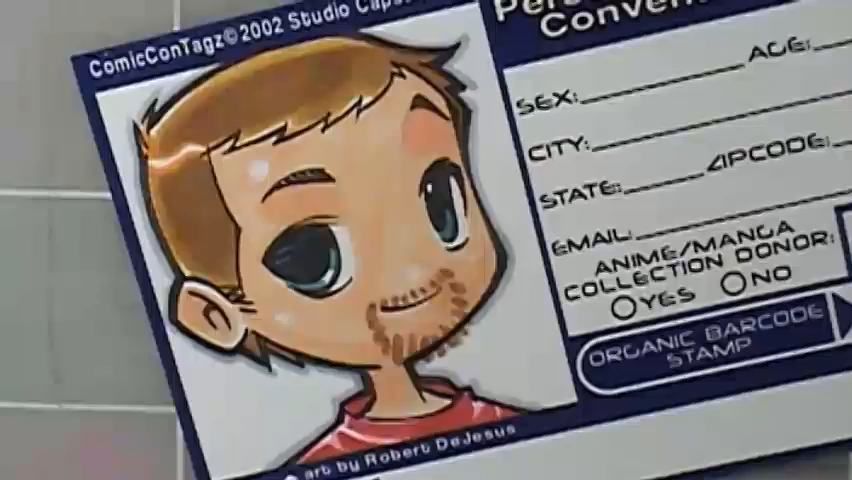 ComicConTagz©2002 Studio
Conven
SEX: AGE:
CITY:
STATE: ZIPCODE:
EMAIL:
ANIME/MANGA
COLLECTION DONOR:
YES NO
ORGANIC BARCODE
STAMP
art by Robert DeJesus